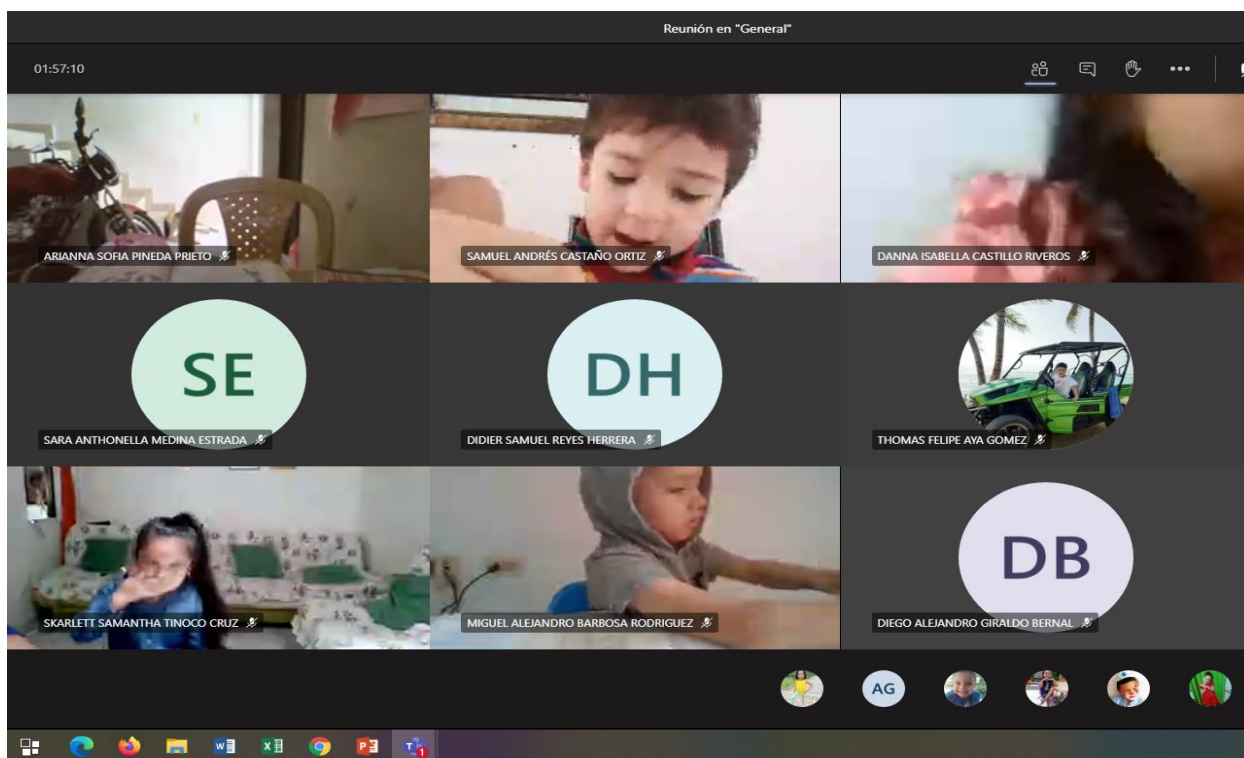 Reunión en "General"
01:57:10
ARIANNA SOFIA PINEDA PRIETO
SAMUEL ANDRÉS CASTAÑO ORTIZ
DANNA ISABELLA CASTILLO RIVEROS
SE
DH
SARA ANTHONELLA MEDINA ESTRADA
DIDIER SAMUEL REYES HERRERA
THOMAS FELIPE AYA GOMEZ
DB
SKARLETT SAMANTHA TINOCO CRUZ
MIGUEL ALEJANDRO BARBOSA RODRIGUEZ
DIEGO ALEJANDRO GIRALDO BERNAL
AG
1